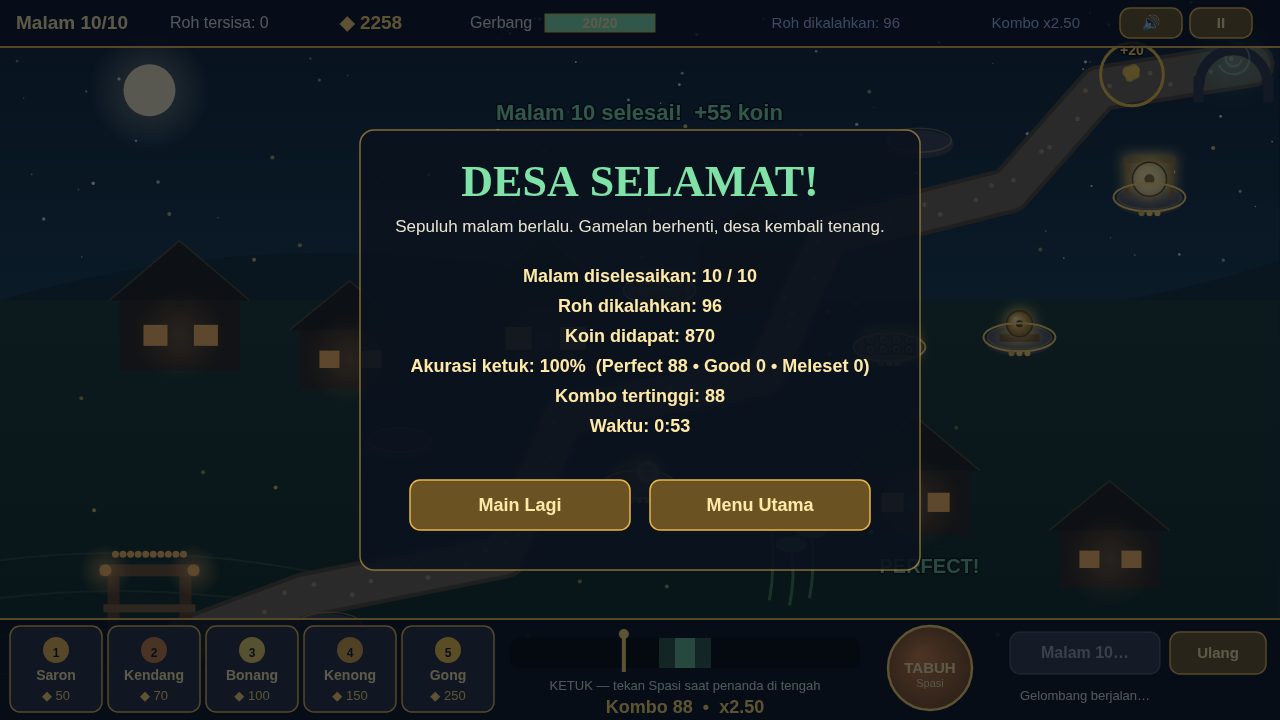 Malam 10/10
Roh tersisa: 0
◆ 2258
Gerbang
20/20
Roh dikalahkan: 96
Kombo x2.50
+20
Malam 10 selesai! +55 koin
DESA SELAMAT!
Sepuluh malam berlalu. Gamelan berhenti, desa kembali tenang.
Malam diselesaikan: 10 / 10
Roh dikalahkan: 96
Koin didapat: 870
Akurasi ketuk: 100% (Perfect 88 • Good 0 • Meleset 0)
Kombo tertinggi: 88
Waktu: 0:53
Main Lagi
Menu Utama
PERFECT!
1
Saron
◆ 50
2
Kendang
◆ 70
3
Bonang
◆ 100
4
Kenong
◆ 150
5
Gong
◆ 250
KETUK — tekan Spasi saat penanda di tengah
Kombo 88 • x2.50
TABUH
Spasi
Malam 10…
Ulang
Gelombang berjalan…